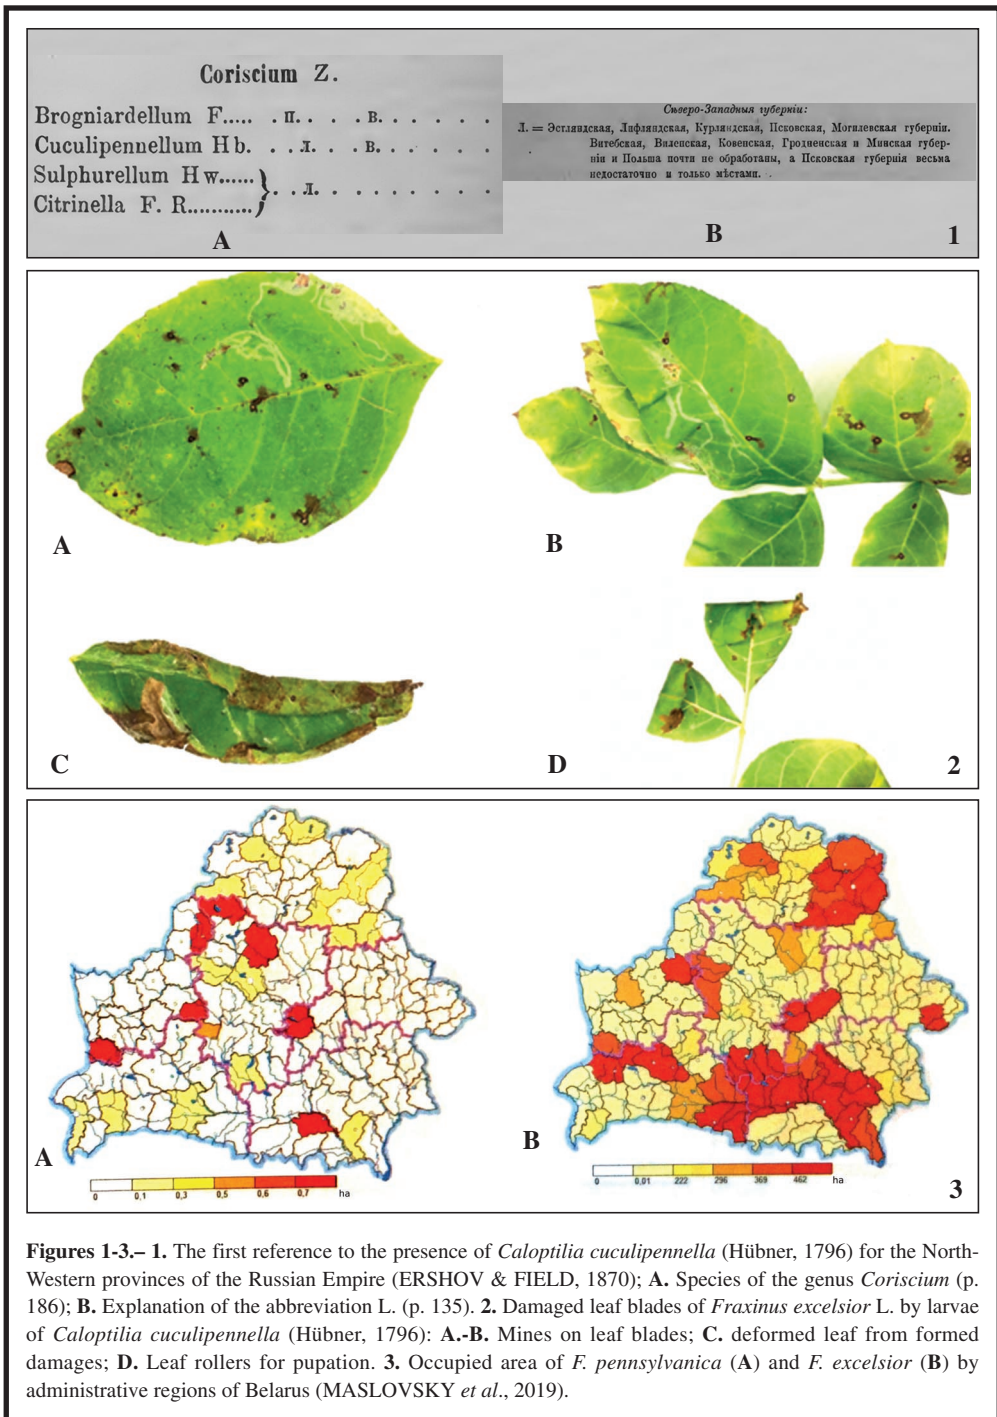 Coriscium Z.
Brogniardellum F..... . п. . . . в. . . . . .
Cuculipennellum Hb. . . л. . . в. . . . . .
Sulphurellum Hw......
Citrinella F. R........... } . . л. . . . . . . . .
A
Сѣверо-Западныя губерніи:
Л. = Эстляндская, Лифляндская, Курляндская, Псковская, Могилевская губерніи.
Витебская, Виленская, Ковенская, Гродненская и Минская губер-
ніи и Польша почти не обработаны, а Псковская губернія весьма
недостаточно и только мѣстами.
B
1
A
B
C
D
2
A
0 0,1 0,3 0,5 0,6 0,7 ha
B
0 0,01 222 296 369 462 ha
3
Figures 1-3.– 1. The first reference to the presence of Caloptilia cuculipennella (Hübner, 1796) for the North-
Western provinces of the Russian Empire (ERSHOV & FIELD, 1870); A. Species of the genus Coriscium (p.
186); B. Explanation of the abbreviation L. (p. 135). 2. Damaged leaf blades of Fraxinus excelsior L. by larvae
of Caloptilia cuculipennella (Hübner, 1796): A.-B. Mines on leaf blades; C. deformed leaf from formed
damages; D. Leaf rollers for pupation. 3. Occupied area of F. pennsylvanica (A) and F. excelsior (B) by
administrative regions of Belarus (MASLOVSKY et al., 2019).